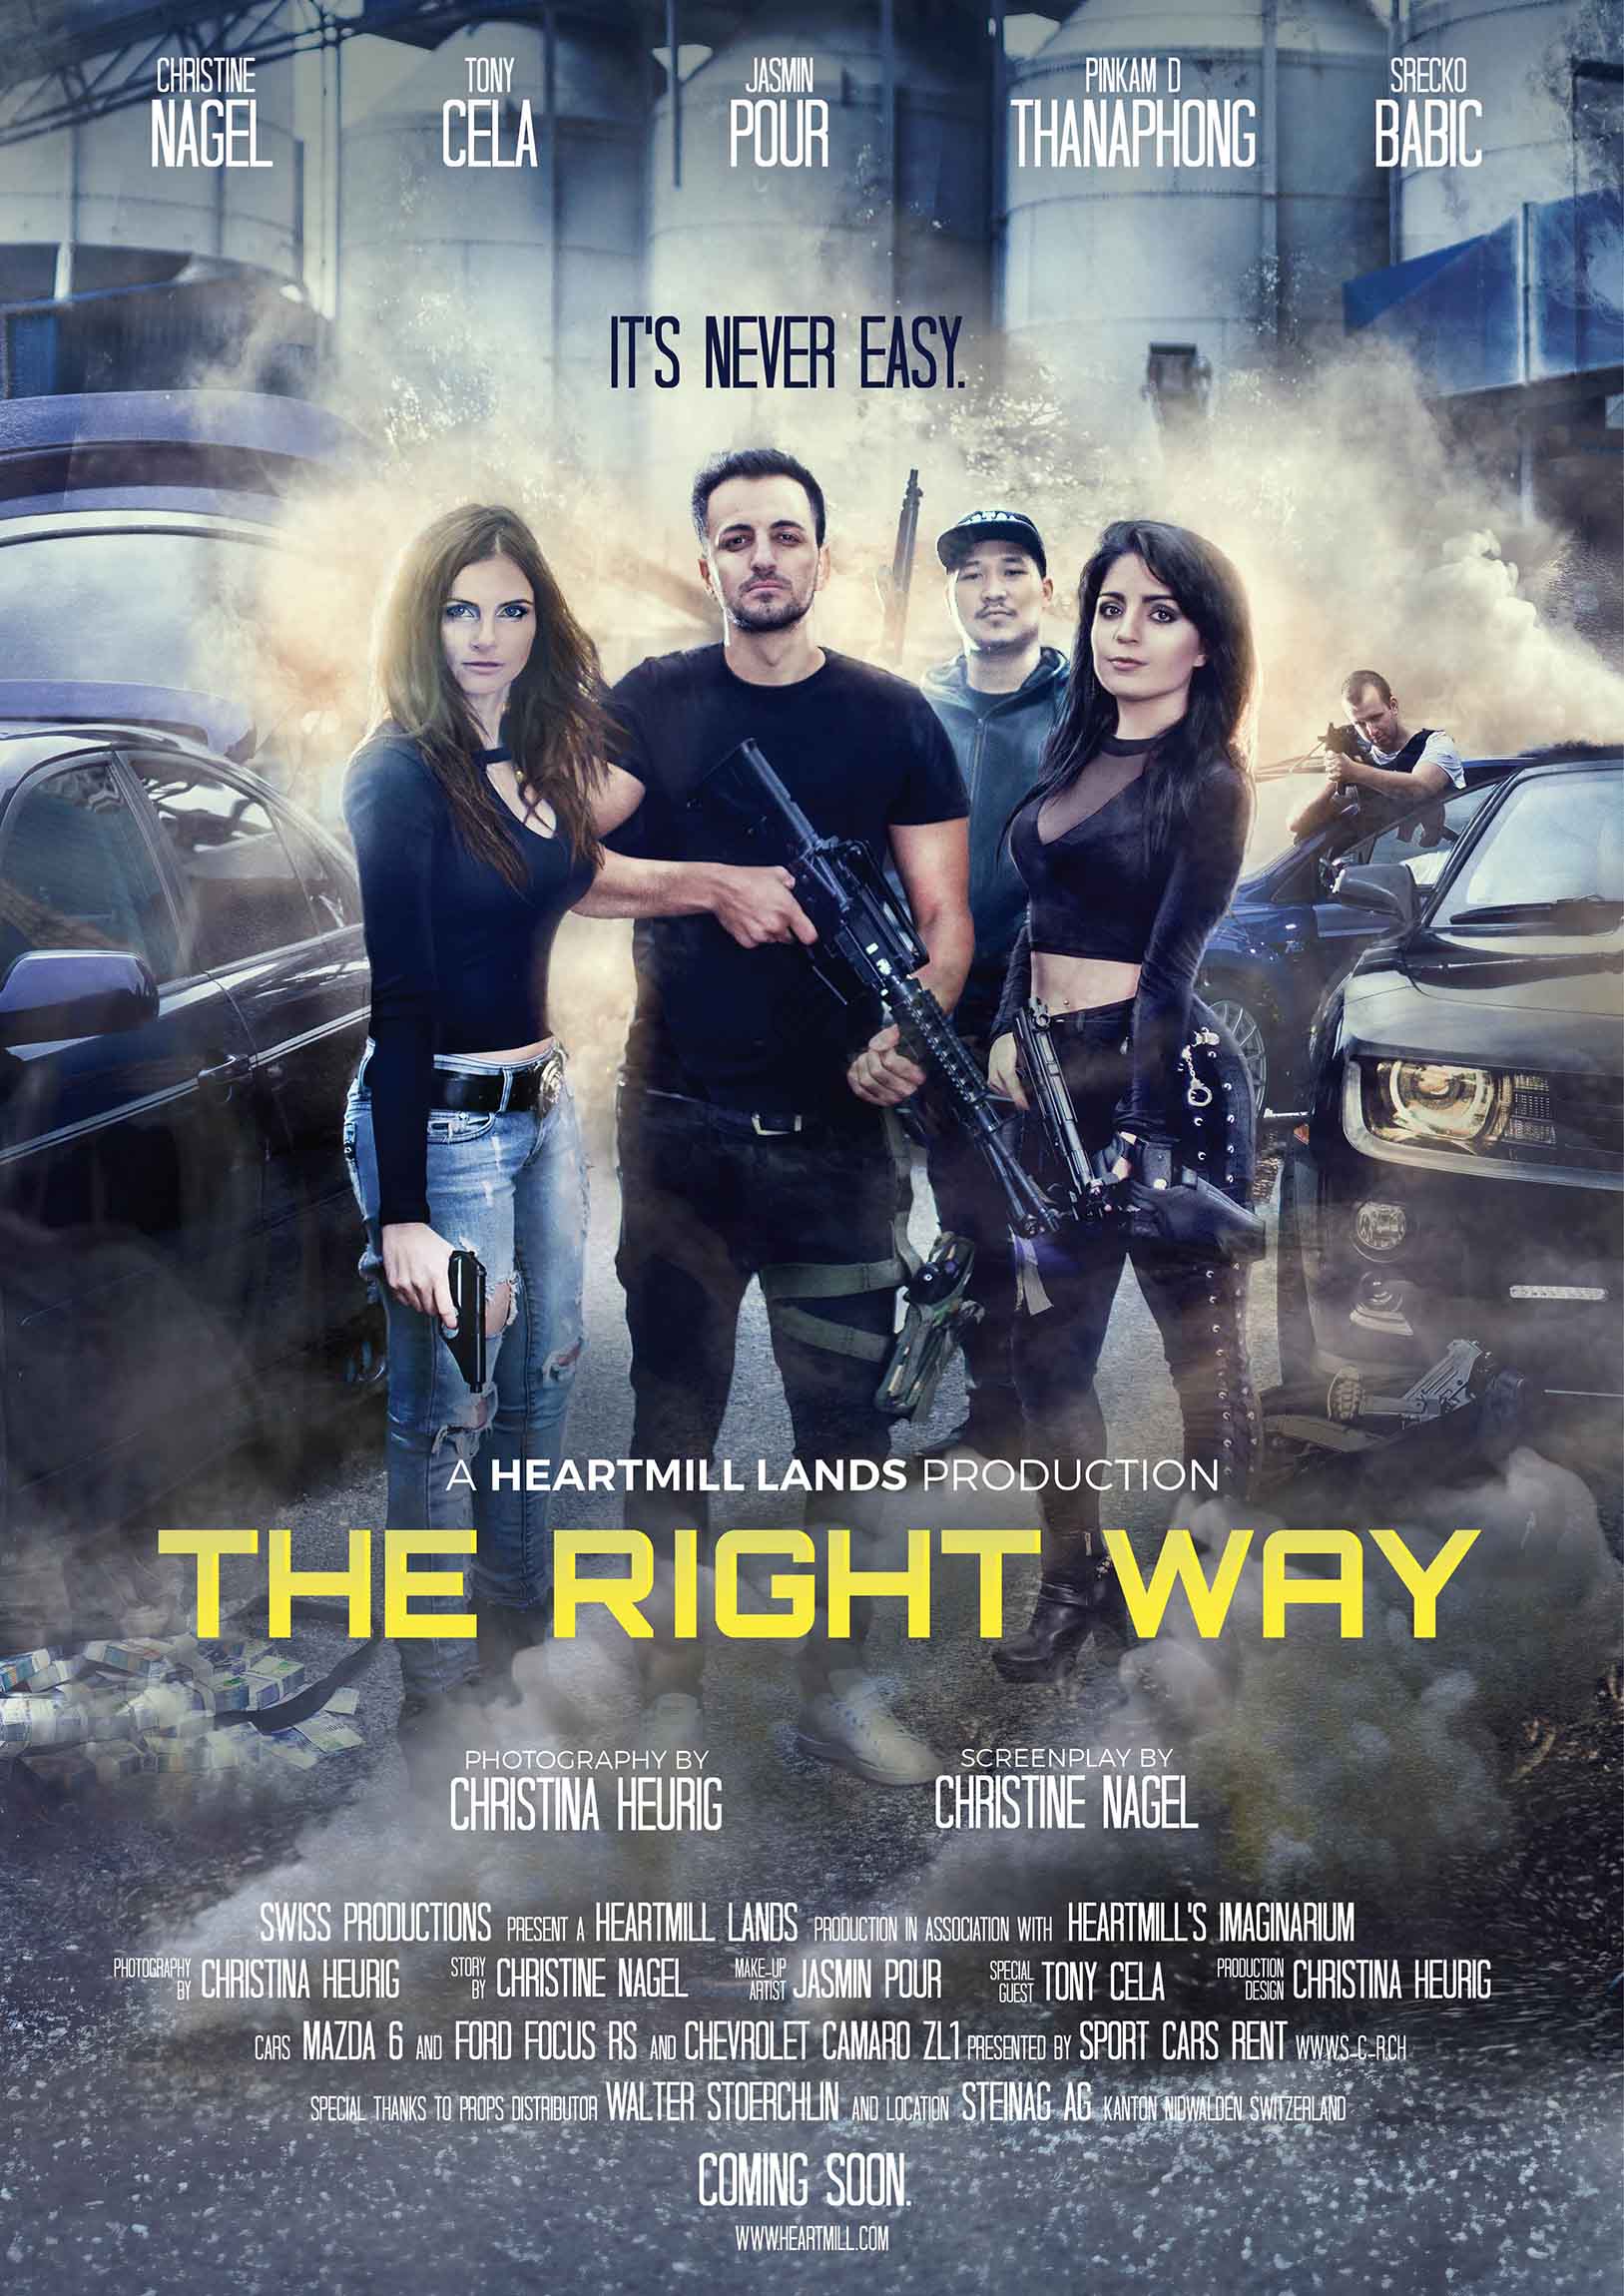 CHRISTINE NAGEL
TONY CELA
JASMIN POUR
PINKAM D THANAPHONG
SRECKO BABIC
IT'S NEVER EASY.
A HEARTMILL LANDS PRODUCTION
THE RIGHT WAY
PHOTOGRAPHY BY
CHRISTINA HEURIG
SCREENPLAY BY
CHRISTINE NAGEL
SWISS PRODUCTIONS PRESENT A HEARTMILL LANDS PRODUCTION IN ASSOCIATION WITH HEARTMILL'S IMAGINARIUM
PHOTOGRAPHY BY CHRISTINA HEURIG STORY BY CHRISTINE NAGEL MAKE-UP ARTIST JASMIN POUR SPECIAL GUEST TONY CELA PRODUCTION DESIGN CHRISTINA HEURIG
CARS MAZDA 6 AND FORD FOCUS RS AND CHEVROLET CAMARO ZL1 PRESENTED BY SPORT CARS RENT WWW.S-C-R.CH
SPECIAL THANKS TO PROPS DISTRIBUTOR WALTER STOERCHLIN AND LOCATION STEINAG AG KANTON NIDWALDEN SWITZERLAND
COMING SOON.
WWW.HEARTMILL.COM